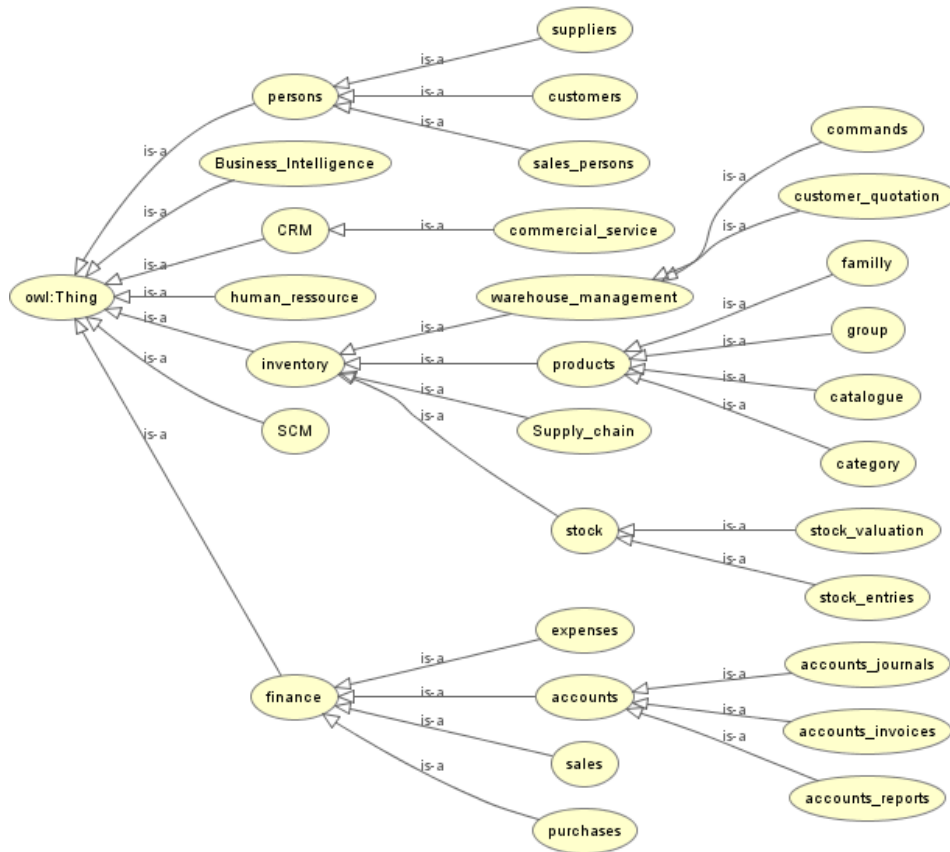 suppliers
is-a
persons
is-a
customers
commands
is-a
is-a
Business_Intelligence
sales_persons
is-a
customer_quotation
is-a
CRM
is-a
commercial_service
is-a
familly
is-a
owl:Thing
is-a
human_ressource
warehouse_management
is-a
group
is-a
is-a
is-a
inventory
is-a
products
is-a
catalogue
is-a
is-a
SCM
is-a
Supply_chain
is-a
category
is-a
stock
is-a
stock_valuation
is-a
stock_entries
expenses
is-a
accounts_journals
is-a
finance
is-a
accounts
is-a
accounts_invoices
is-a
is-a
sales
is-a
accounts_reports
purchases